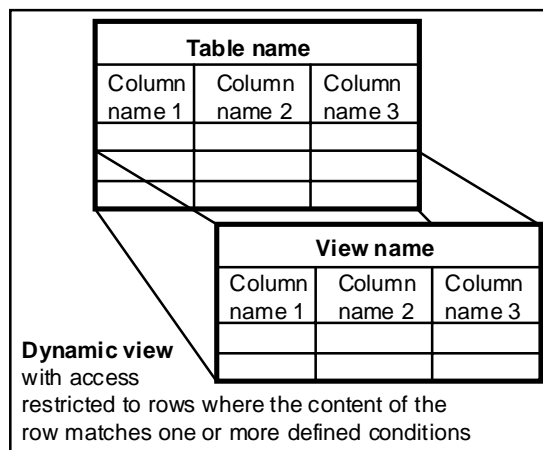 Table name
Column Column Column
name 1 name 2 name 3
View name
Column Column Column
name 1 name 2 name 3
Dynamic view
with access
restricted to rows where the content of the
row matches one or more defined conditions